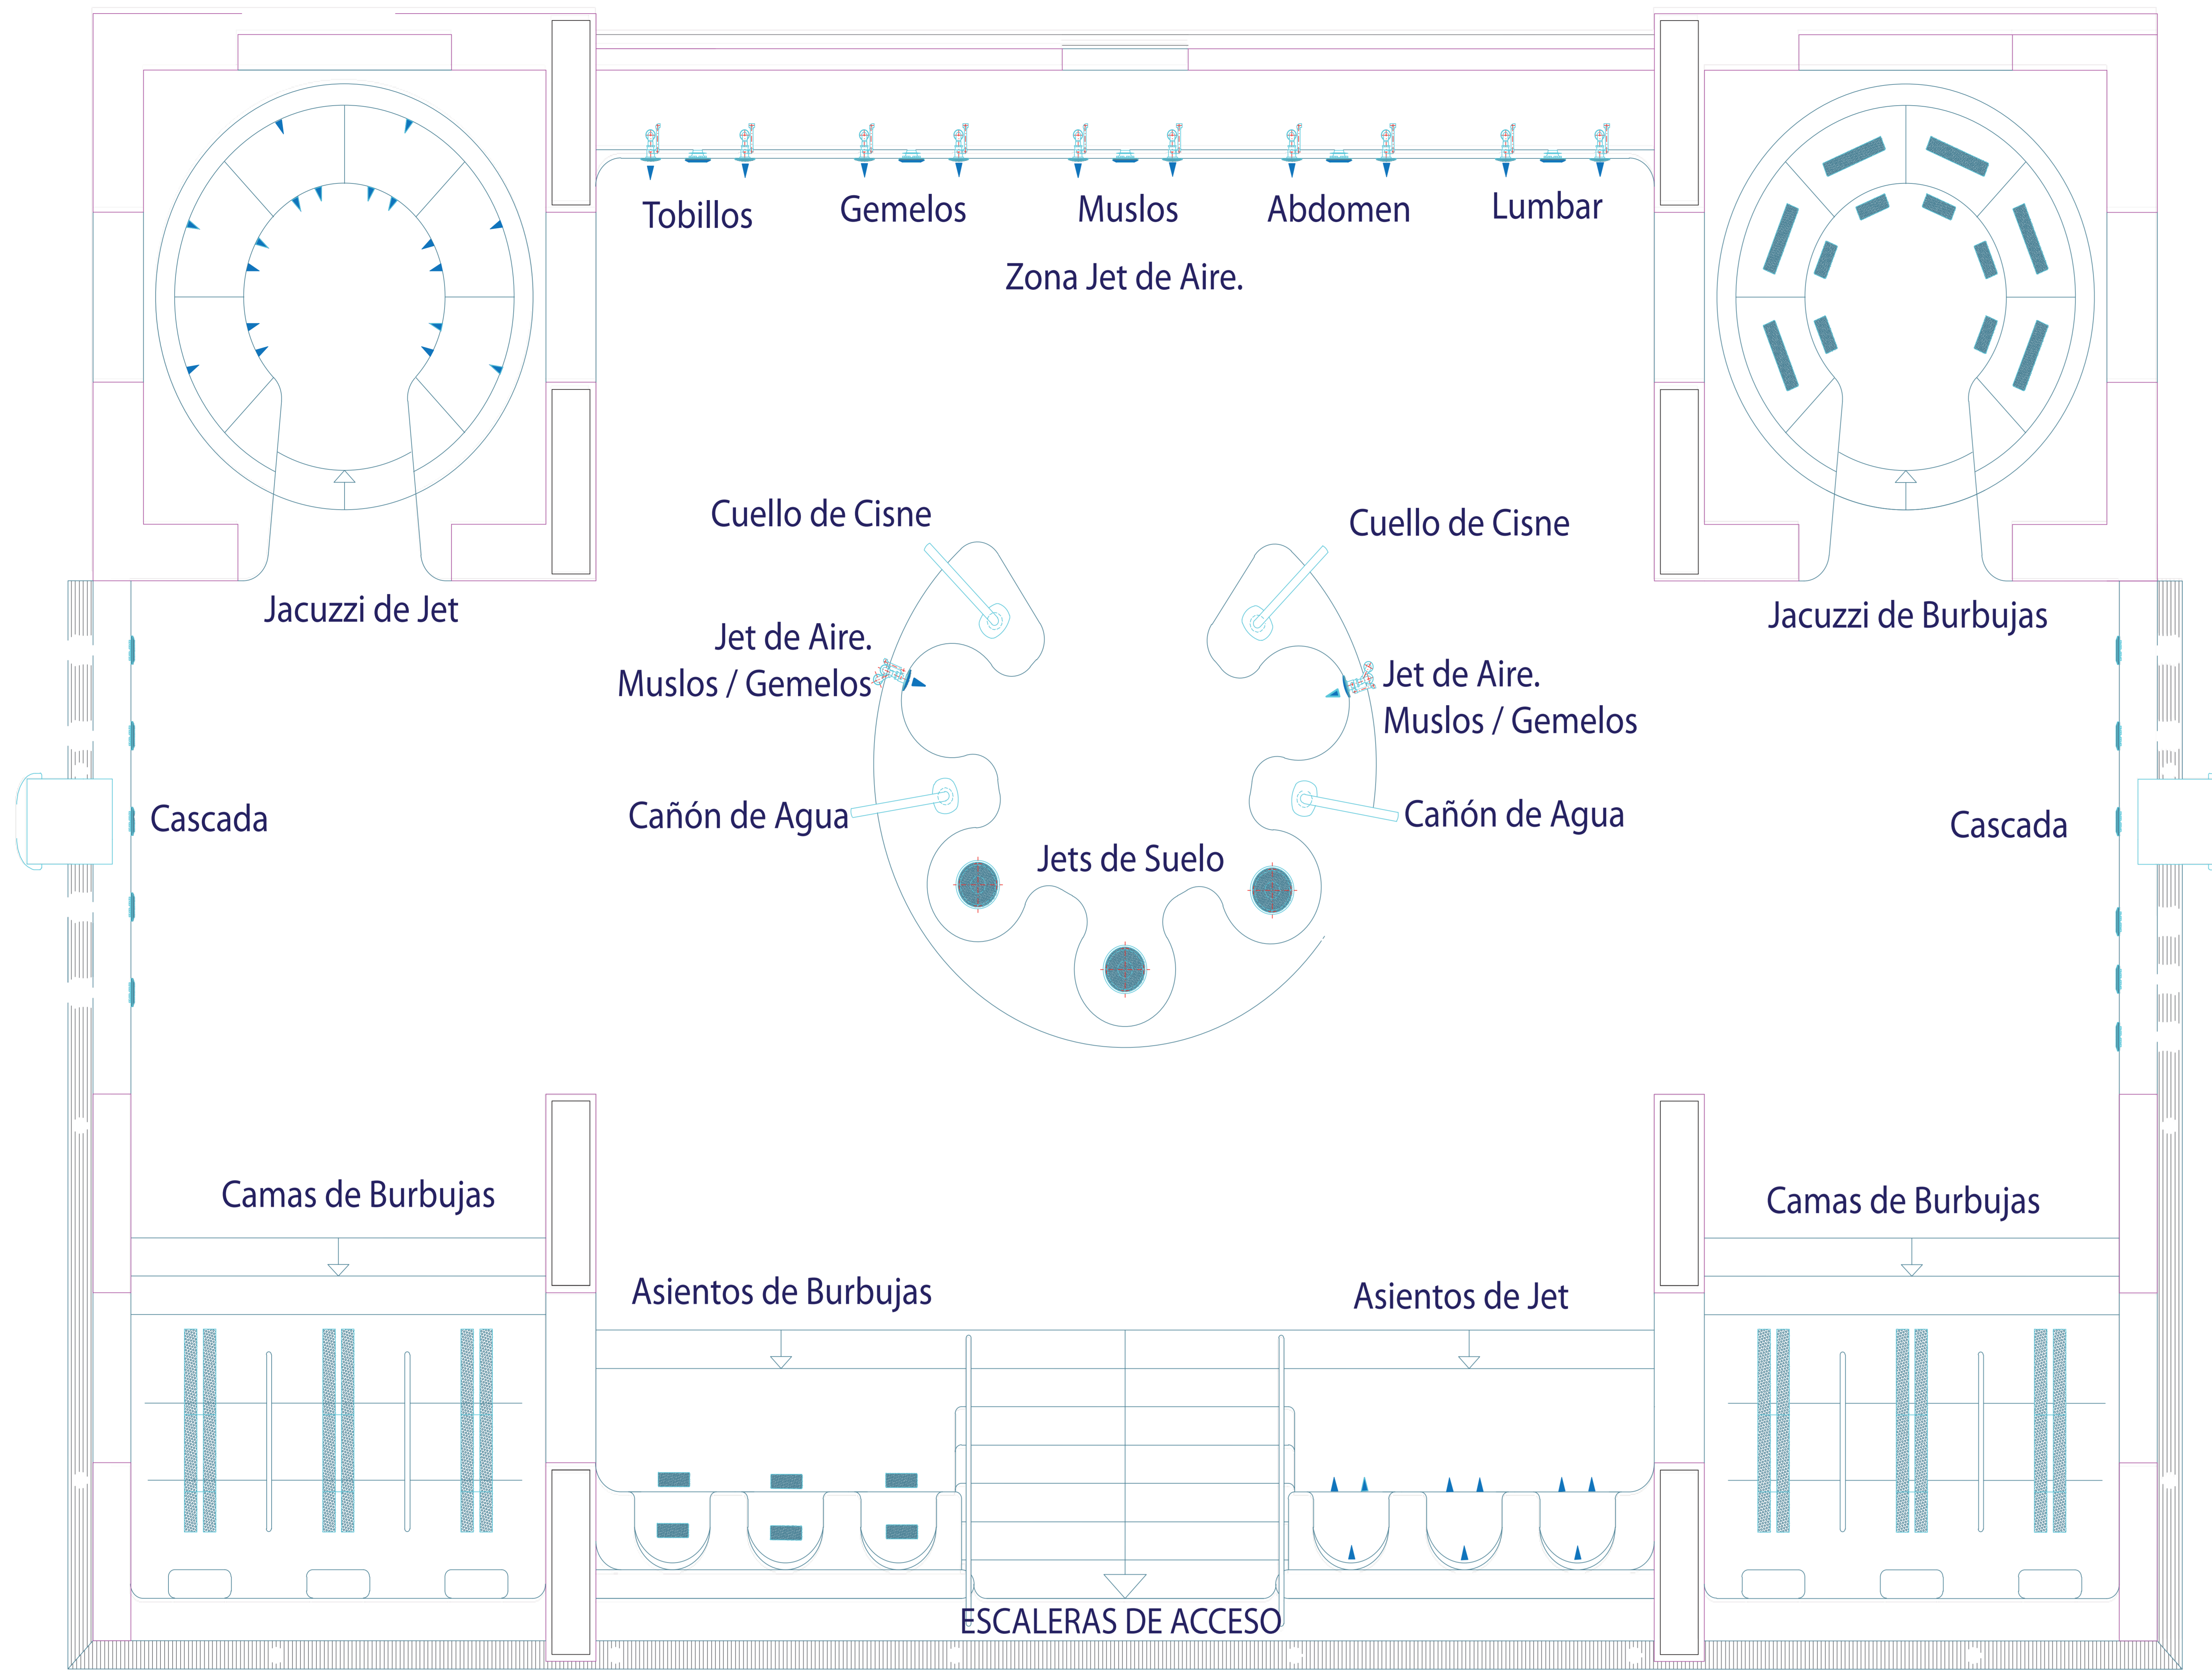 Tobillos
Gemelos
Muslos
Abdomen
Lumbar
Zona Jet de Aire.
Cuello de Cisne
Cuello de Cisne
Jacuzzi de Jet
Jacuzzi de Burbujas
Jet de Aire.
Muslos / Gemelos
Jet de Aire.
Muslos / Gemelos
Cascada
Cañón de Agua
Cañón de Agua
Cascada
Jets de Suelo
Camas de Burbujas
Camas de Burbujas
Asientos de Burbujas
Asientos de Jet
ESCALERAS DE ACCESO